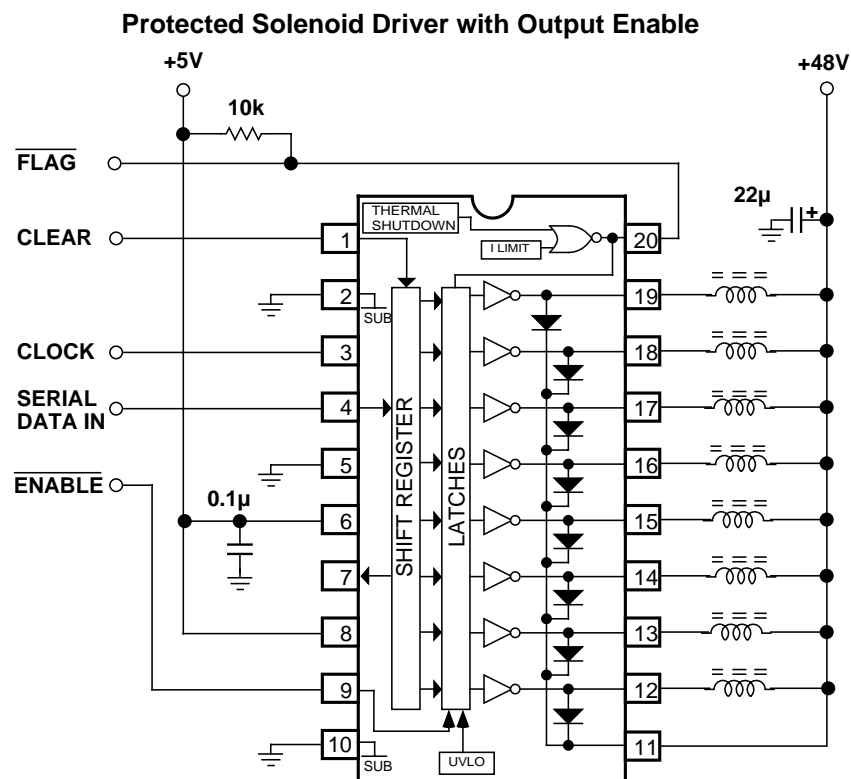 Protected Solenoid Driver with Output Enable
+5V
+48V
10k
FLAG
22µ
+
THERMAL
SHUTDOWN
I LIMIT
CLEAR
1
20
2
SUB
19
CLOCK
3
18
SERIAL
DATA IN
4
17
SHIFT REGISTER
LATCHES
5
16
ENABLE
0.1µ
6
15
7
14
8
13
9
12
10
SUB
UVLO
11